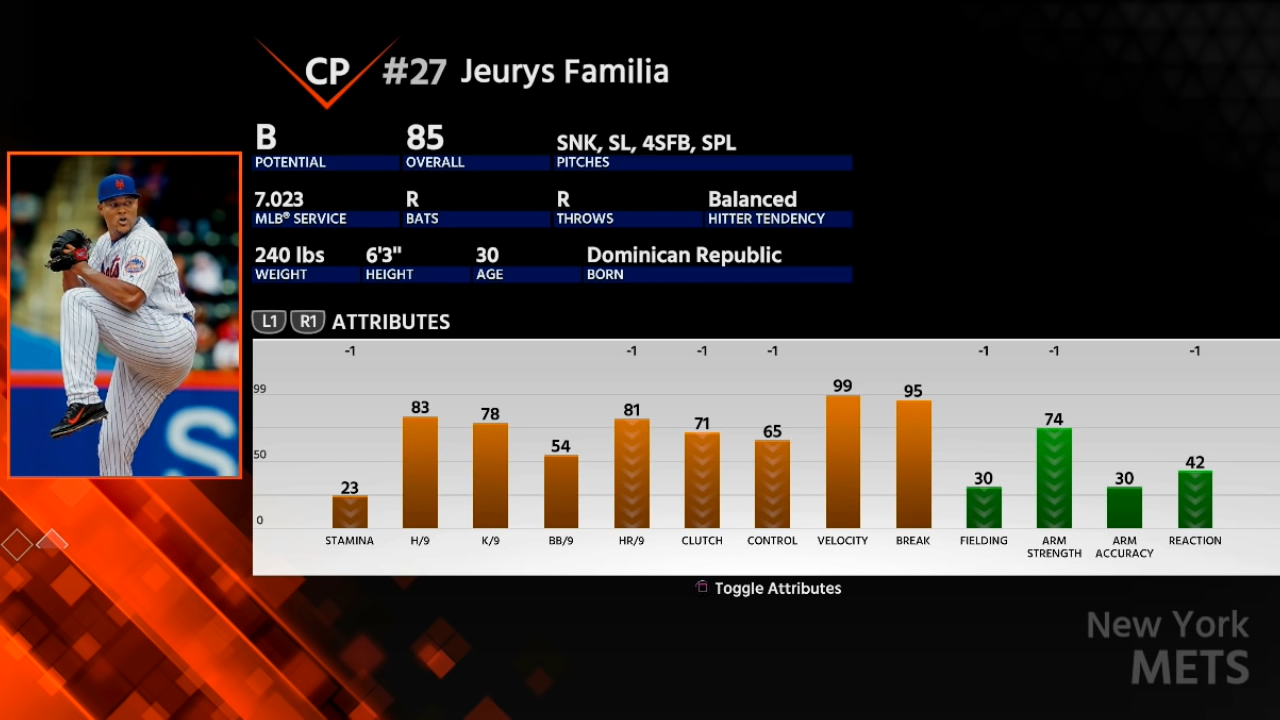 CP #27 Jeurys Familia
B 85 SNK, SL, 4SFB, SPL
POTENTIAL OVERALL PITCHES
7.023 R R Balanced
MLB® SERVICE BATS THROWS HITTER TENDENCY
240 lbs 6'3" 30 Dominican Republic
WEIGHT HEIGHT AGE BORN
L1 R1 ATTRIBUTES
-1 -1 -1 -1 -1 -1 -1
99
50
0
23 83 78 54 81 71 65 99 95 30 74 30 42
STAMINA H/9 K/9 BB/9 HR/9 CLUTCH CONTROL VELOCITY BREAK FIELDING ARM STRENGTH ARM ACCURACY REACTION
Toggle Attributes
New York
METS
Mets
S